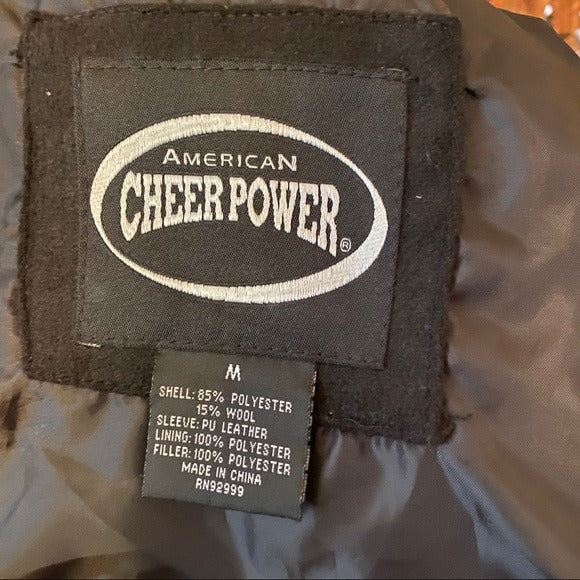 AMERICAN
CHEER POWER®
M
SHELL: 85% POLYESTER
15% WOOL
SLEEVE: PU LEATHER
LINING: 100% POLYESTER
FILLER: 100% POLYESTER
MADE IN CHINA
RN92999